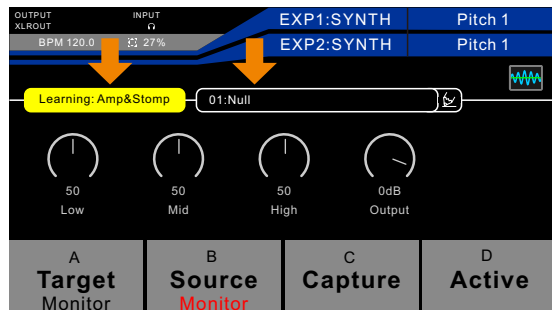 OUTPUT INPUT EXP1:SYNTH Pitch 1
XLROUT
BPM 120.0 27% EXP2:SYNTH Pitch 1
Learning: Amp&Stomp 01:Null
50 50 50 0dB
Low Mid High Output
A B C D
Target Source Capture Active
Monitor Monitor